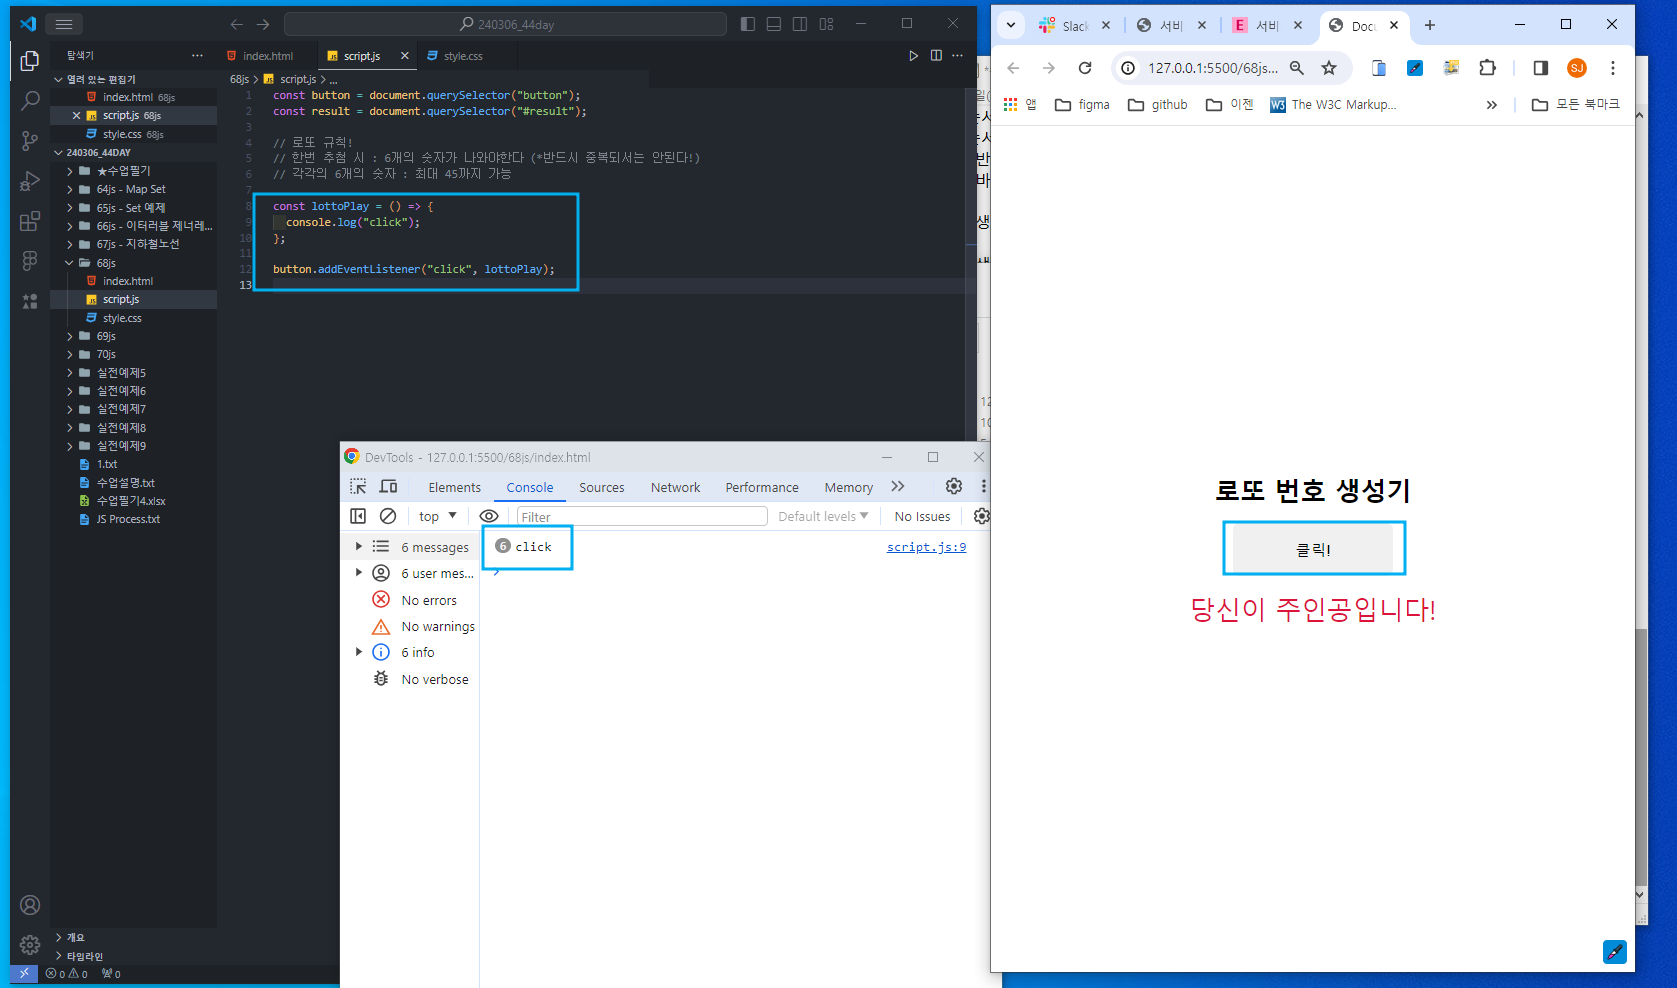 240306_44day
탐색기
열려 있는 편집기
index.html 68js
script.js 68js
style.css 68js
240306_44DAY
★수업필기
64js - Map Set
65js - Set 예제
66js - 이터러블 제너레...
67js - 지하철노선
68js
index.html
script.js
style.css
69js
70js
실전예제5
실전예제6
실전예제7
실전예제8
실전예제9
1.txt
수업설명.txt
수업필기4.xlsx
JS Process.txt
개요
타임라인
0 0 0
index.html script.js style.css
68js > script.js > ...
1 const button = document.querySelector("button");
2 const result = document.querySelector("#result");
3
4 // 로또 규칙!
5 // 한번 추첨 시 : 6개의 숫자가 나와야한다 (*반드시 중복되서는 안된다!)
6 // 각각의 6개의 숫자 : 최대 45까지 가능
7
8 const lottoPlay = () => {
9 console.log("click");
10 };
11
12 button.addEventListener("click", lottoPlay);
13
DevTools - 127.0.0.1:5500/68js/index.html
Elements Console Sources Network Performance Memory
top Filter Default levels No Issues
6 messages
6 user mes...
No errors
No warnings
6 info
No verbose
6 click script.js:9
Slack 서비 E 서비 Docu
127.0.0.1:5500/68js... SJ
앱 figma github 이젠 W3 The W3C Markup... 모든 북마크
로또 번호 생성기
클릭!
당신이 주인공입니다!